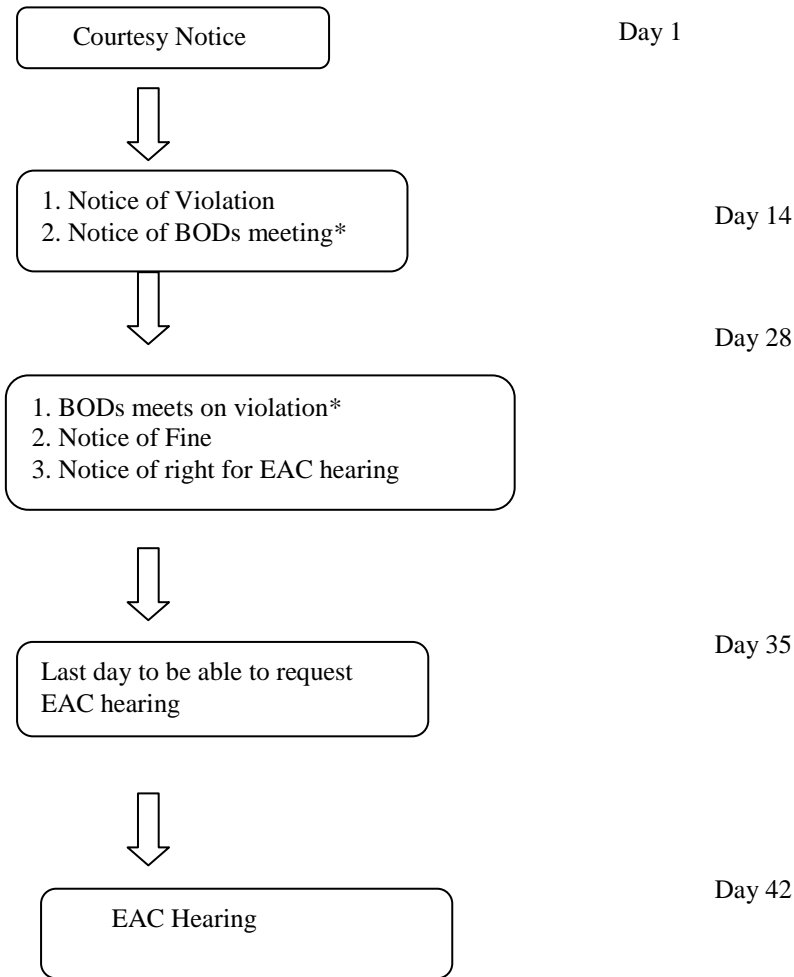 Courtesy Notice
Day 1
1. Notice of Violation
2. Notice of BODs meeting*
Day 14
Day 28
1. BODs meets on violation*
2. Notice of Fine
3. Notice of right for EAC hearing
Day 35
Last day to be able to request
EAC hearing
Day 42
EAC Hearing